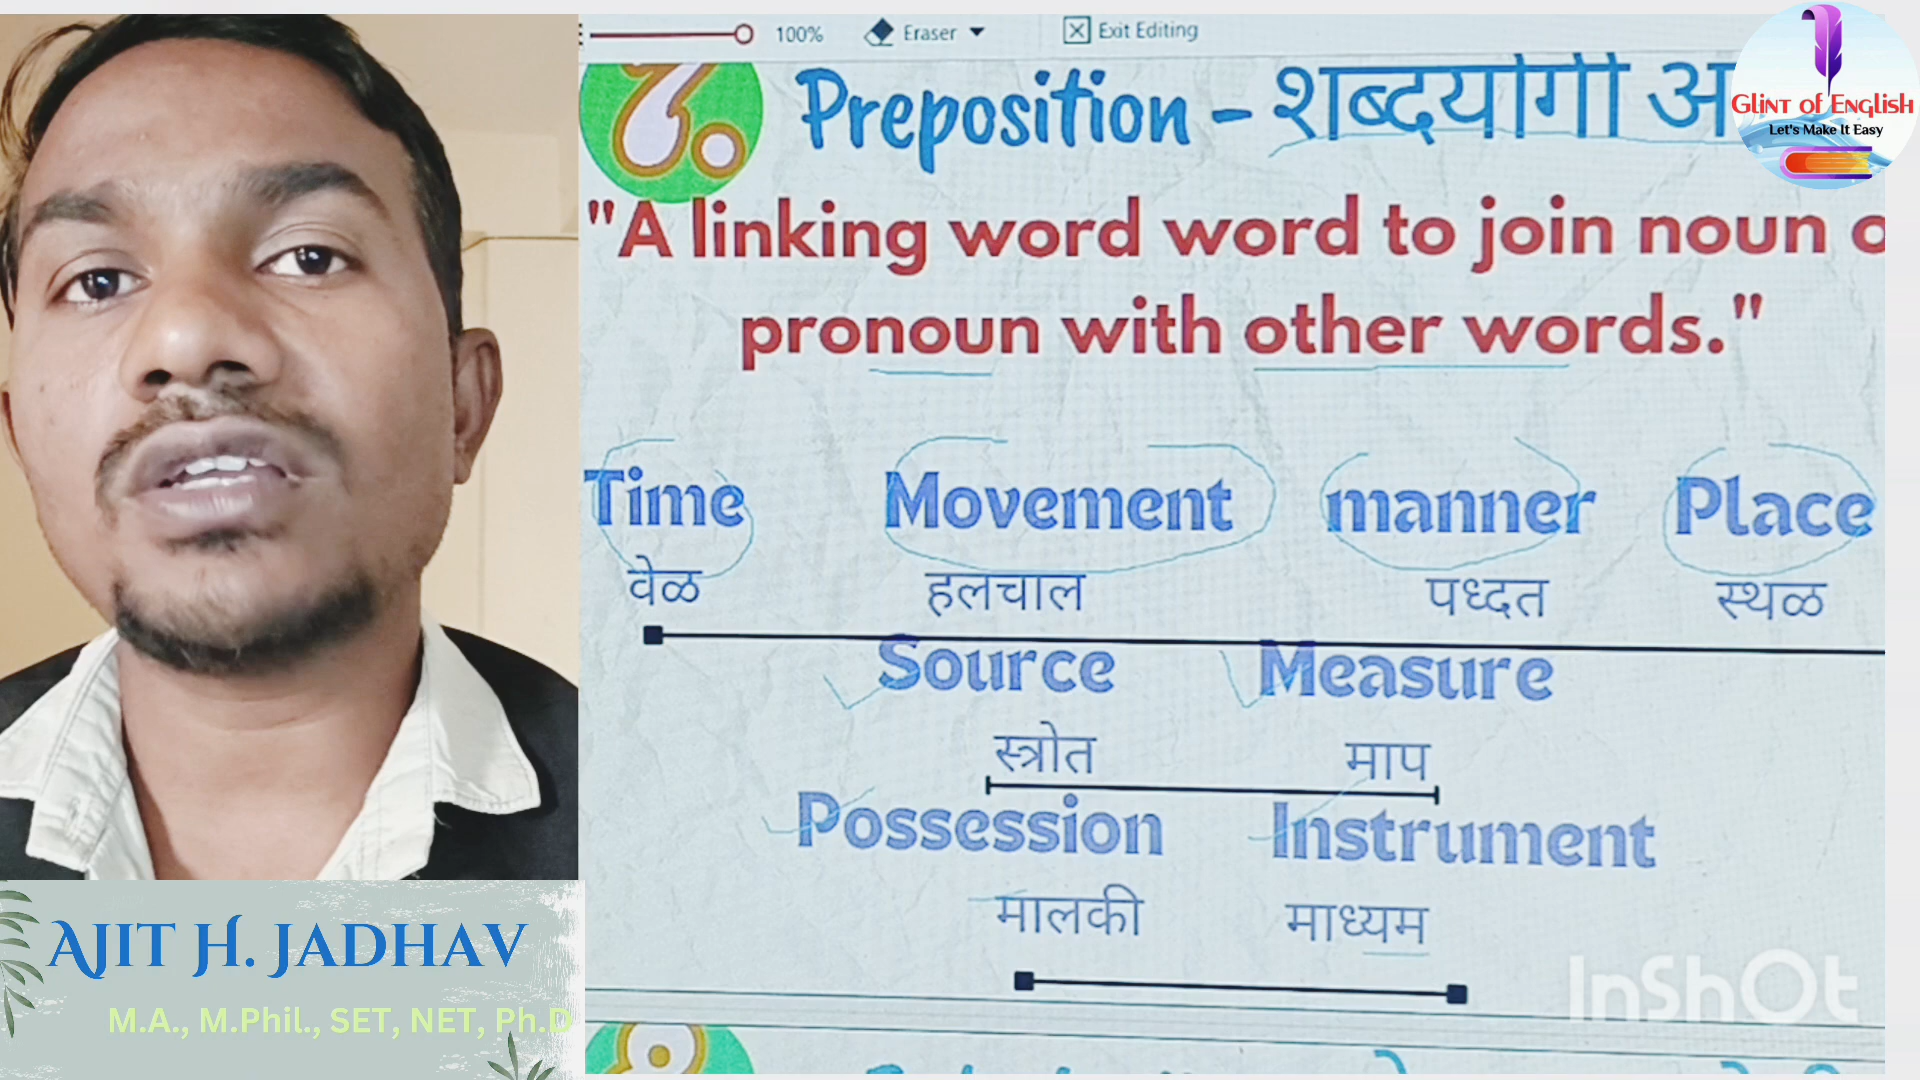 100% Eraser Exit Editing
७.
Preposition - शब्दयोगी अ
Glint of English
Let's Make It Easy
"A linking word word to join noun o
pronoun with other words."
Time Movement manner Place
वेळ हलचाल पध्दत स्थळ
Source Measure
स्त्रोत माप
Possession Instrument
मालकी माध्यम
AJIT H. JADHAV
M.A., M.Phil., SET, NET, Ph.D
InShOt